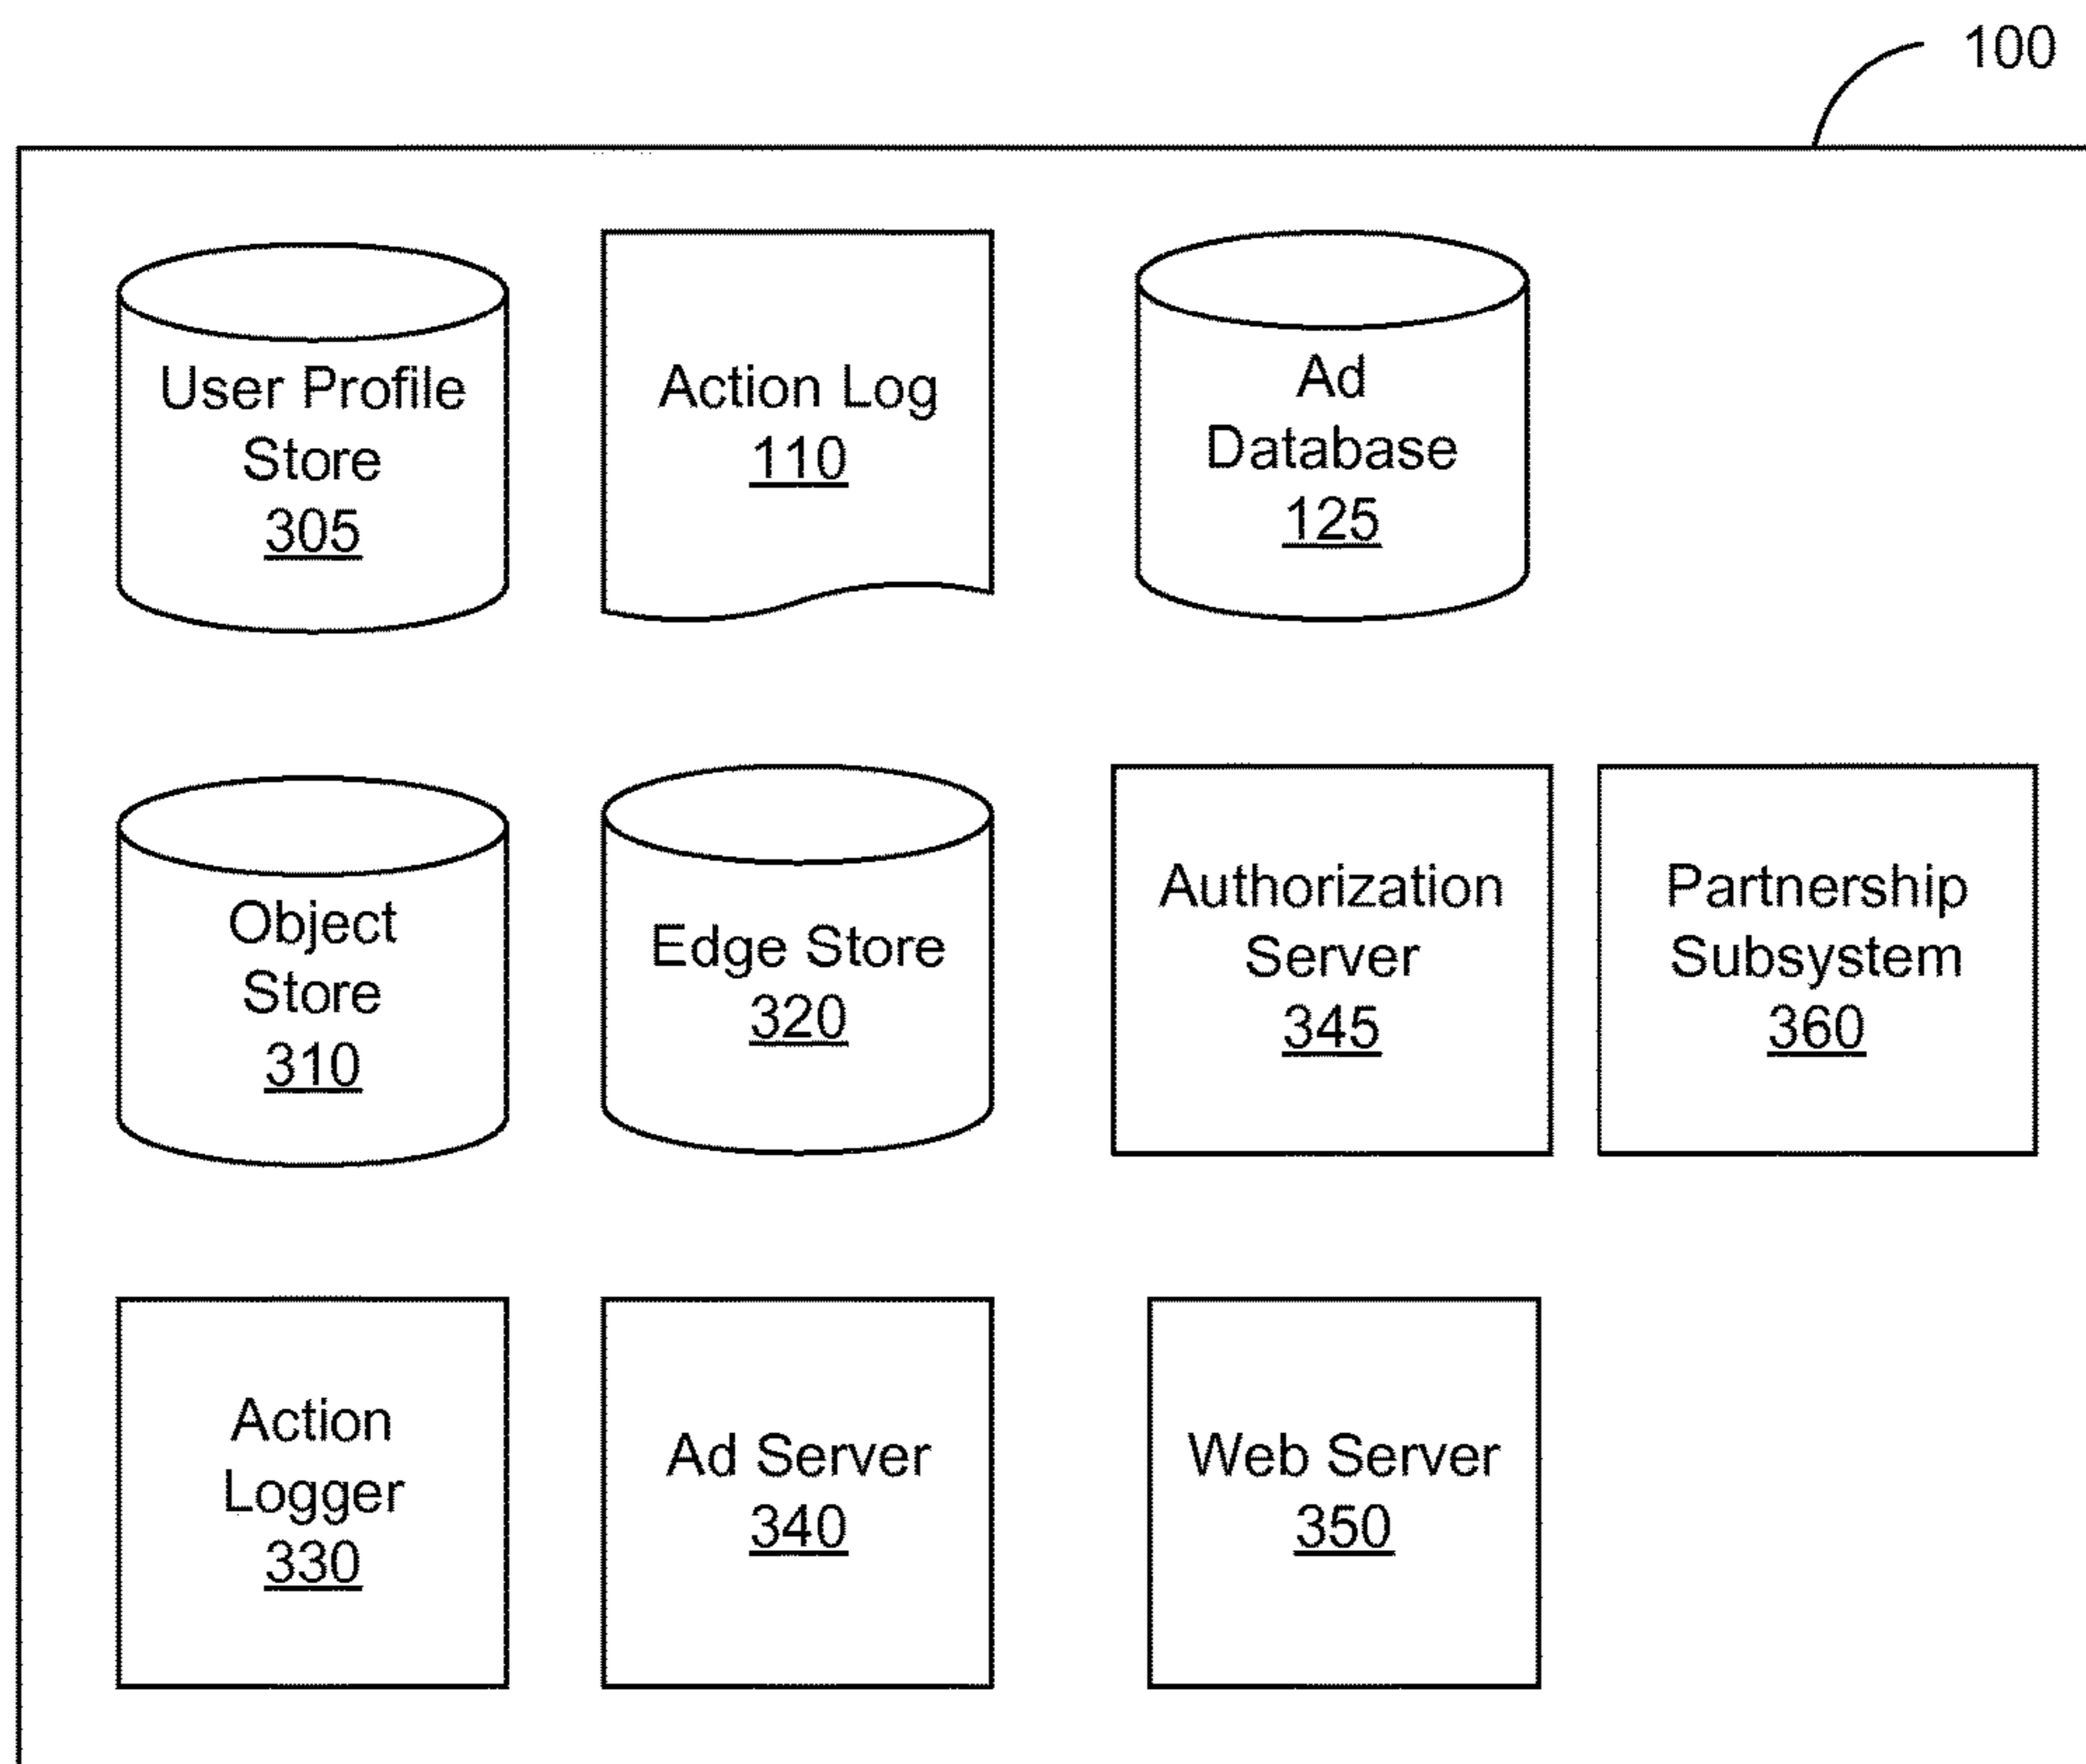 100
User Profile
Store
305
Action Log
110
Ad
Database
125
Object
Store
310
Edge Store
320
Authorization
Server
345
Partnership
Subsystem
360
Action
Logger
330
Ad Server
340
Web Server
350